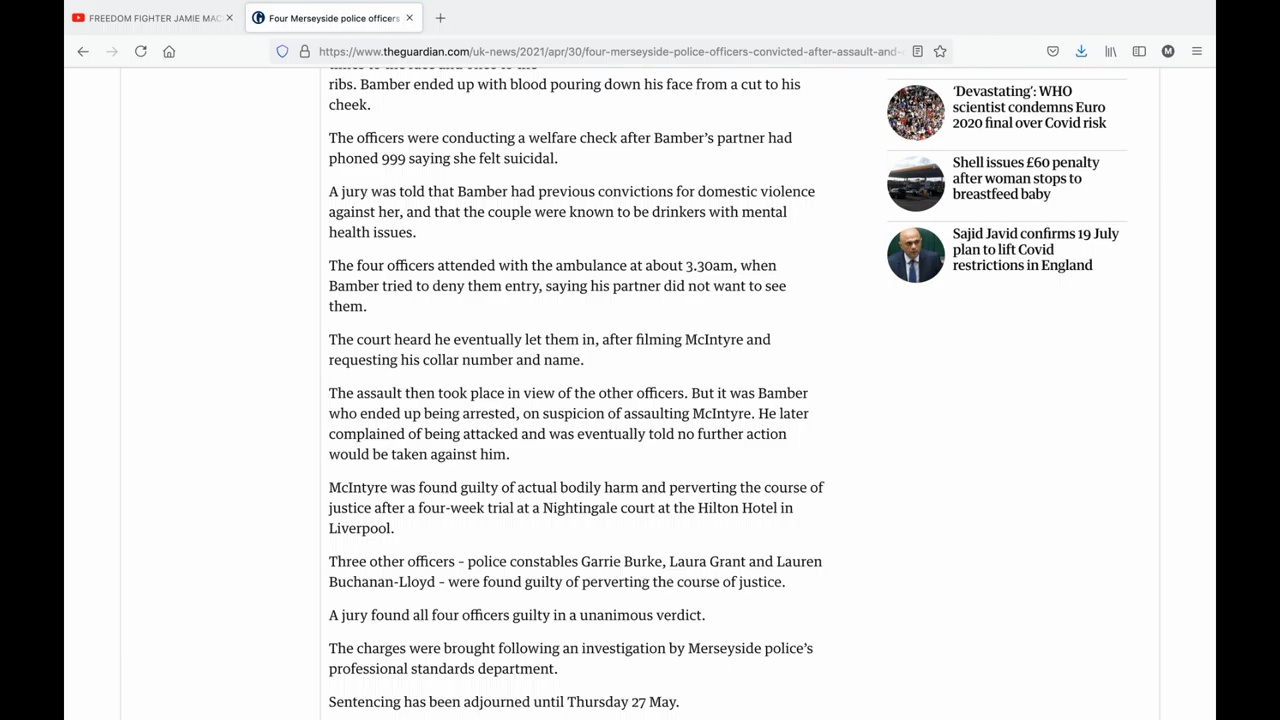 FREEDOM FIGHTER JAMIE MAC
Four Merseyside police officers
https://www.theguardian.com/uk-news/2021/apr/30/four-merseyside-police-officers-convicted-after-assault-and-
M
ribs. Bamber ended up with blood pouring down his face from a cut to his
cheek.
The officers were conducting a welfare check after Bamber’s partner had
phoned 999 saying she felt suicidal.
A jury was told that Bamber had previous convictions for domestic violence
against her, and that the couple were known to be drinkers with mental
health issues.
The four officers attended with the ambulance at about 3.30am, when
Bamber tried to deny them entry, saying his partner did not want to see
them.
The court heard he eventually let them in, after filming McIntyre and
requesting his collar number and name.
The assault then took place in view of the other officers. But it was Bamber
who ended up being arrested, on suspicion of assaulting McIntyre. He later
complained of being attacked and was eventually told no further action
would be taken against him.
McIntyre was found guilty of actual bodily harm and perverting the course of
justice after a four-week trial at a Nightingale court at the Hilton Hotel in
Liverpool.
Three other officers – police constables Garrie Burke, Laura Grant and Lauren
Buchanan-Lloyd – were found guilty of perverting the course of justice.
A jury found all four officers guilty in a unanimous verdict.
The charges were brought following an investigation by Merseyside police’s
professional standards department.
Sentencing has been adjourned until Thursday 27 May.
‘Devastating’: WHO
scientist condemns Euro
2020 final over Covid risk
Shell issues £60 penalty
after woman stops to
breastfeed baby
Sajid Javid confirms 19 July
plan to lift Covid
restrictions in England